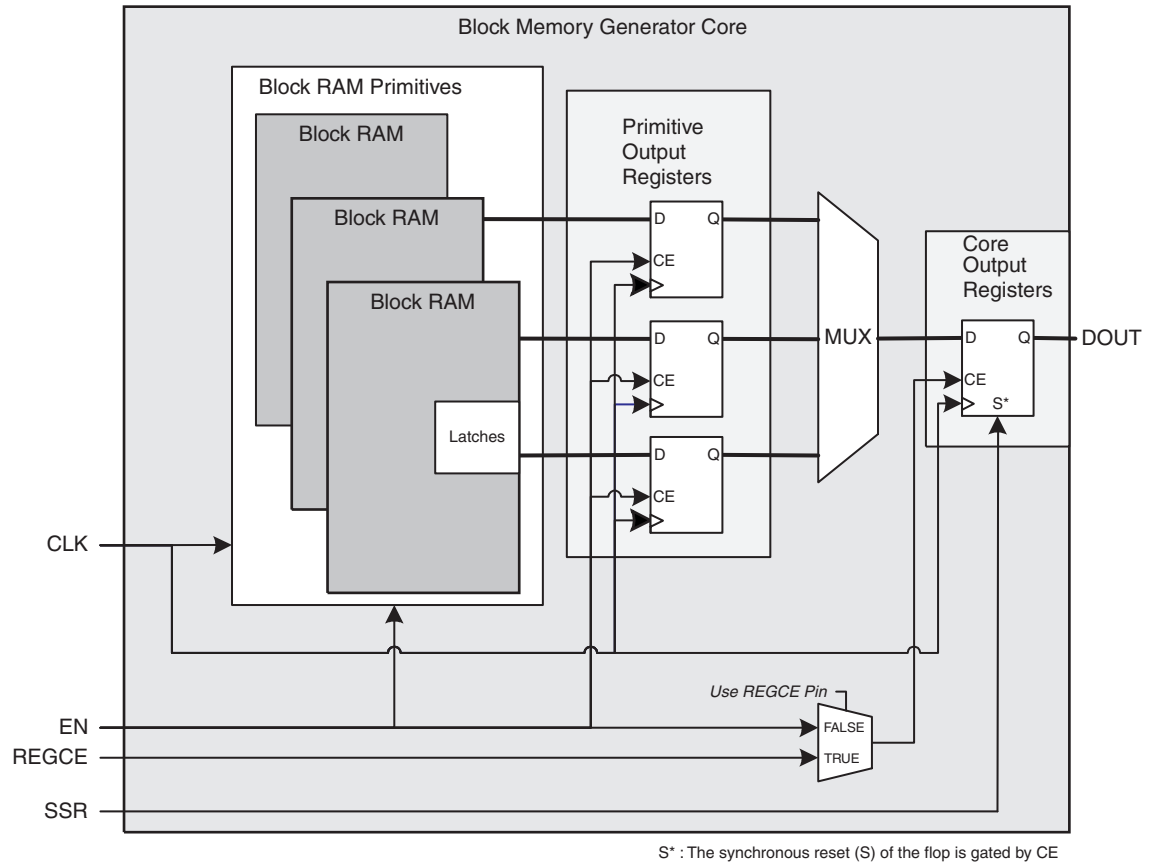 Block Memory Generator Core
Block RAM Primitives
Block RAM
Block RAM
Block RAM
Latches
Primitive
Output
Registers
D
Q
CE
D
Q
CE
D
Q
CE
MUX
Core
Output
Registers
D
Q
CE
S*
DOUT
CLK
EN
REGCE
SSR
Use REGCE Pin
FALSE
TRUE
S* : The synchronous reset (S) of the flop is gated by CE